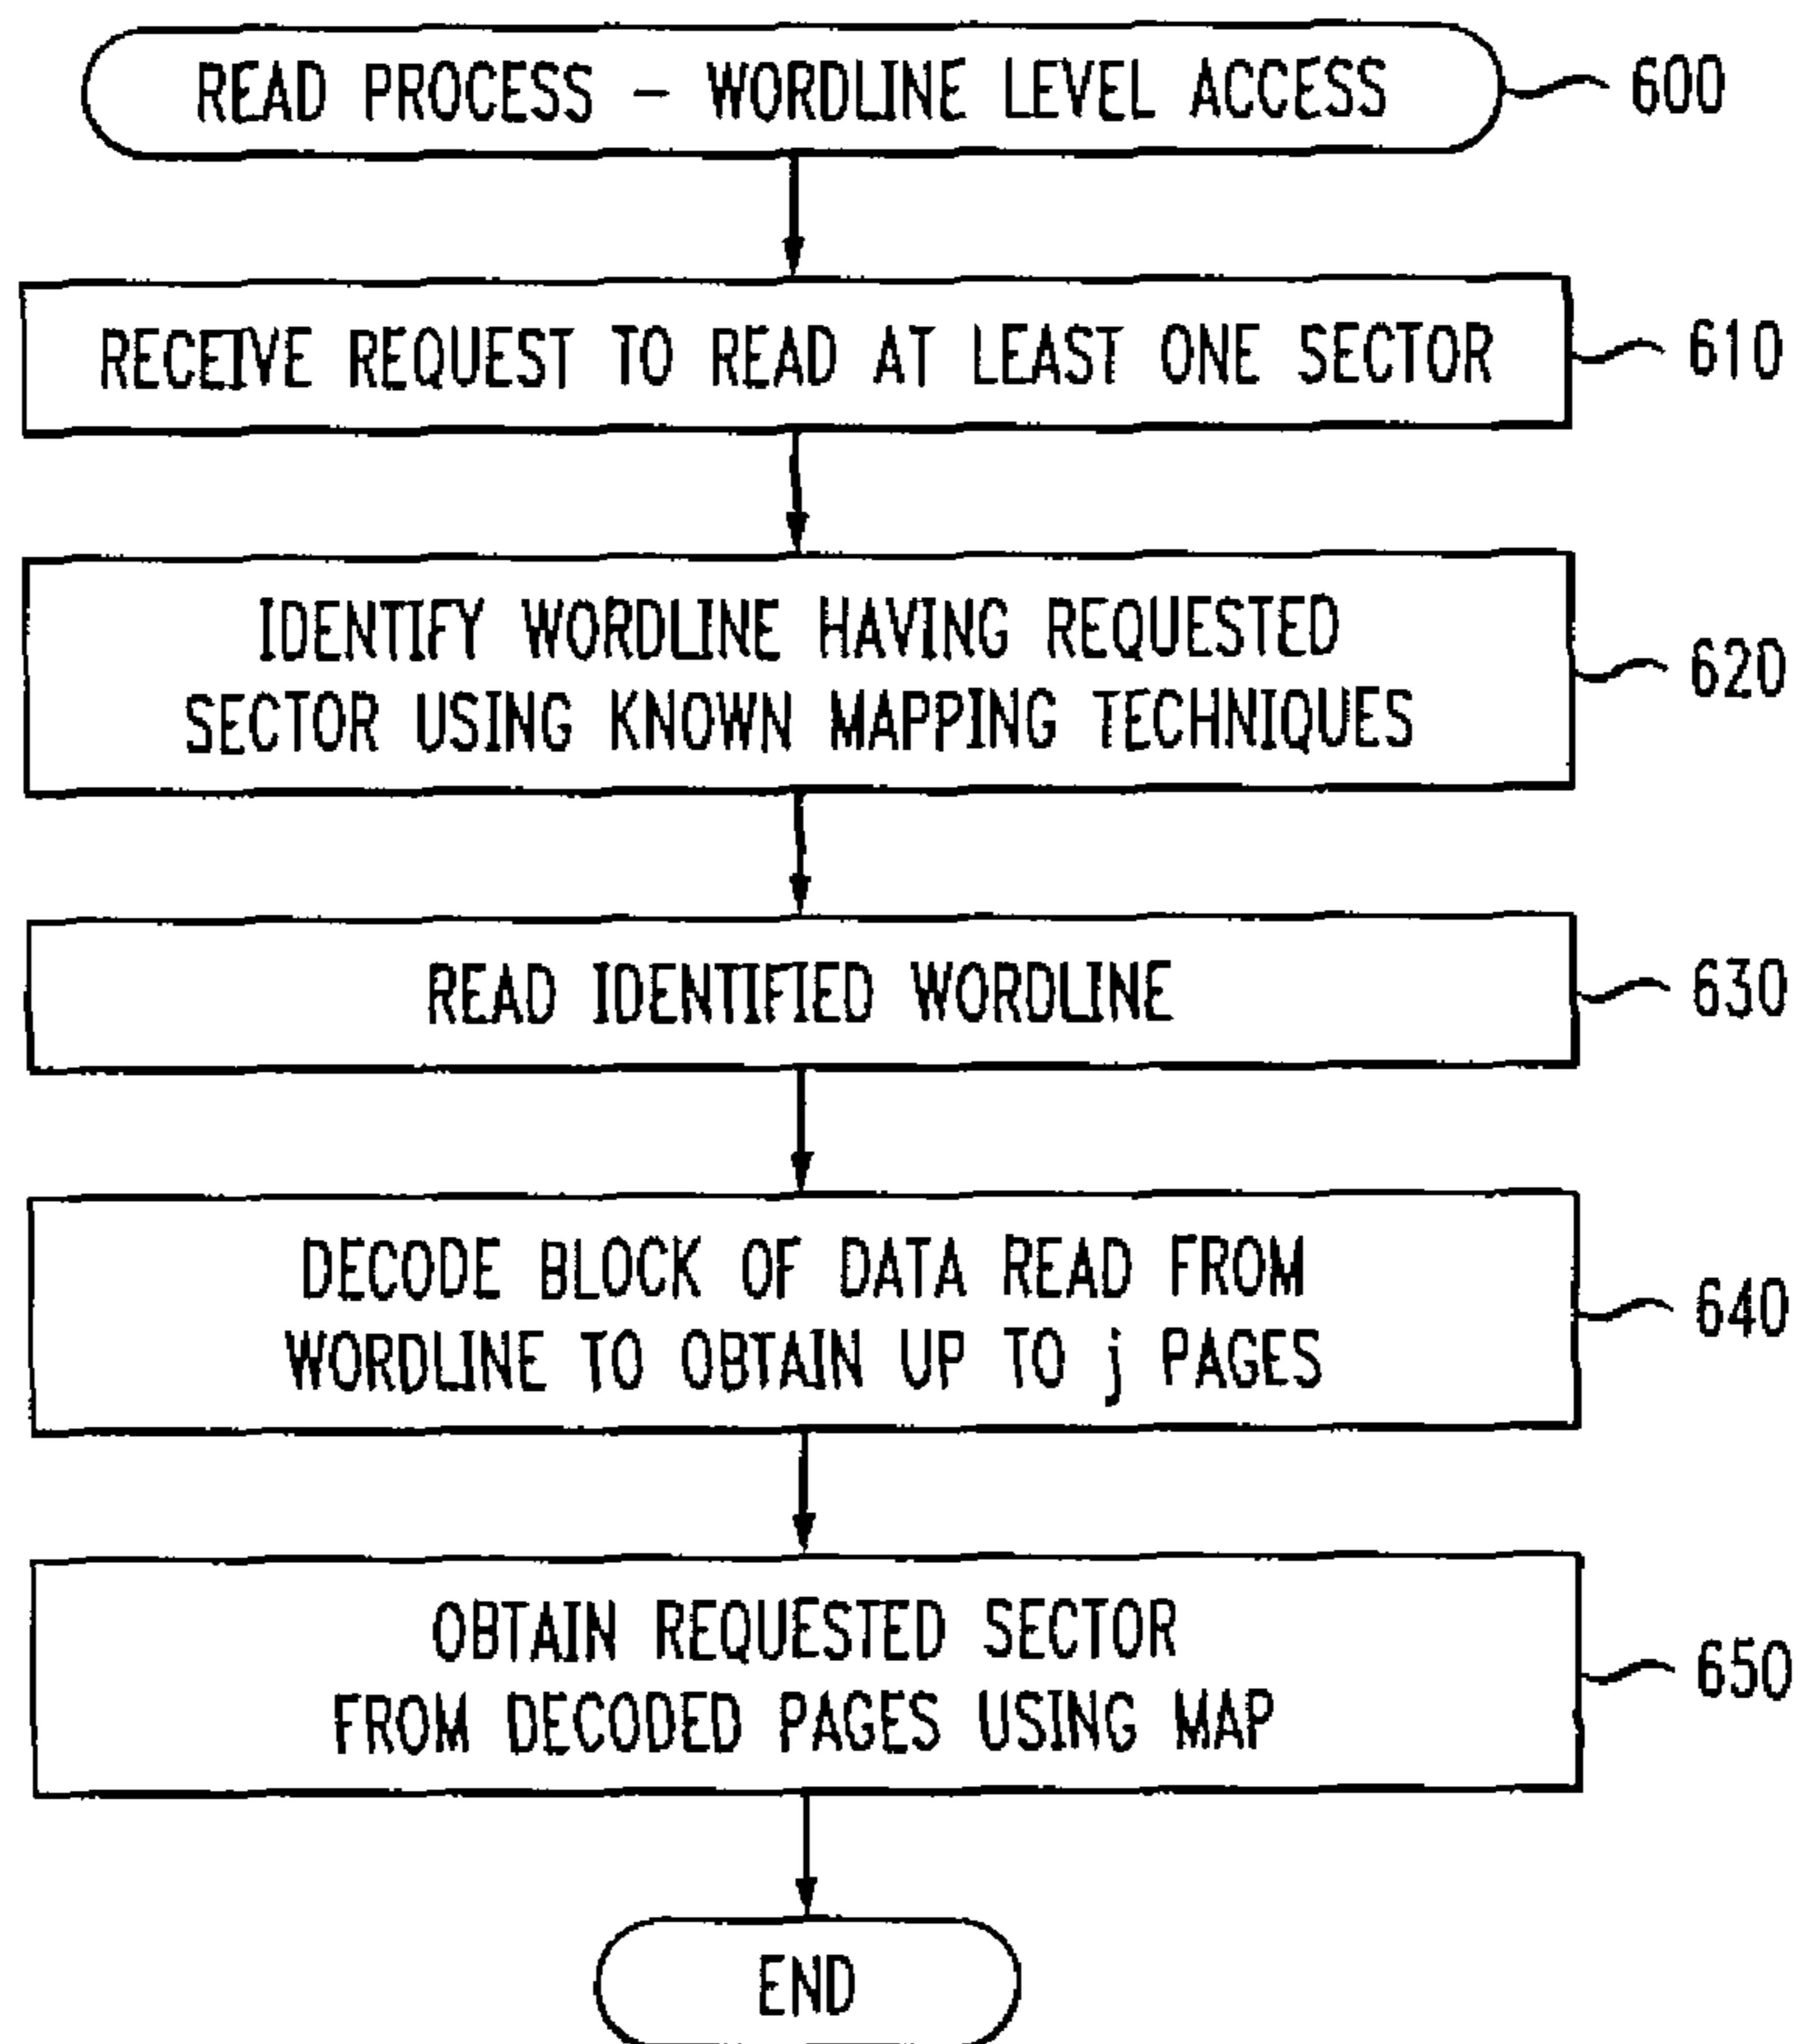 READ PROCESS - WORDLINE LEVEL ACCESS
600
RECEIVE REQUEST TO READ AT LEAST ONE SECTOR
610
IDENTIFY WORDLINE HAVING REQUESTED
SECTOR USING KNOWN MAPPING TECHNIQUES
620
READ IDENTIFIED WORDLINE
630
DECODE BLOCK OF DATA READ FROM
WORDLINE TO OBTAIN UP TO j PAGES
640
OBTAIN REQUESTED SECTOR
FROM DECODED PAGES USING MAP
650
END